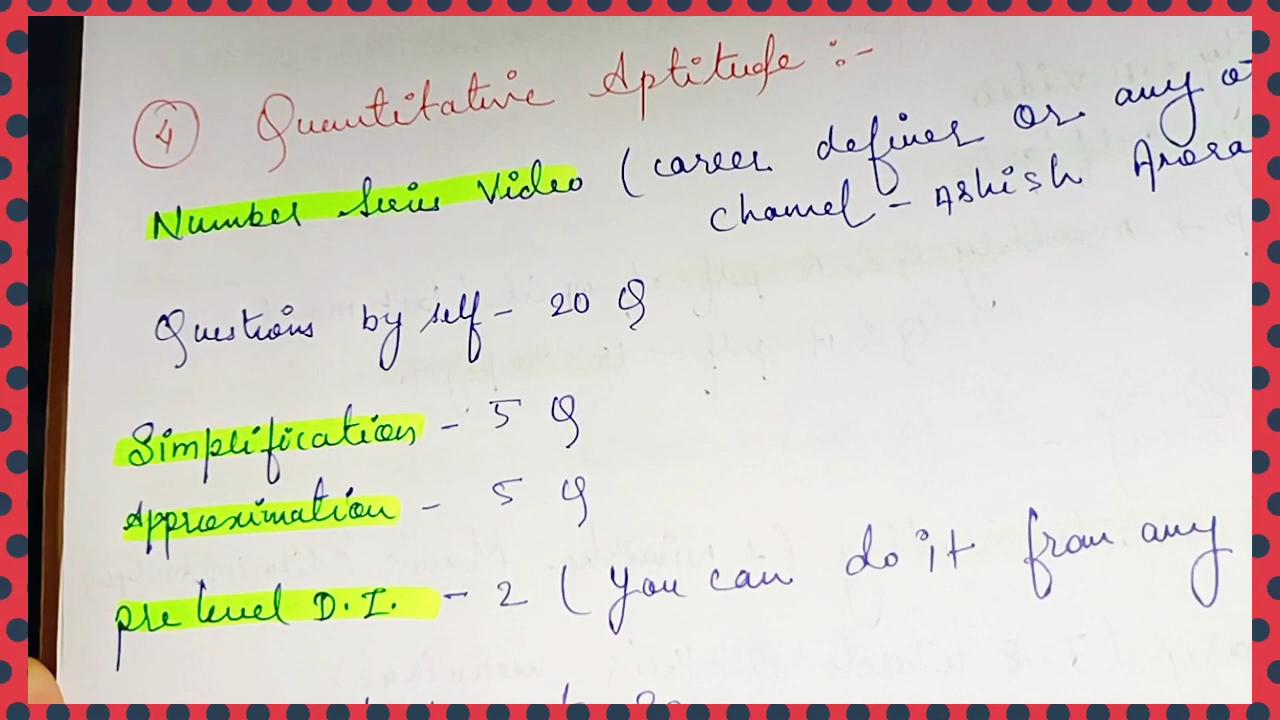 4 Quantitative Aptitude :-
Number Series Video (career definer or any
channel - Ashish Arora
Questions by self - 20 Q
Simplification - 5 Q
Approximation - 5 Q
pre level D.I. - 2 (You can do it from any